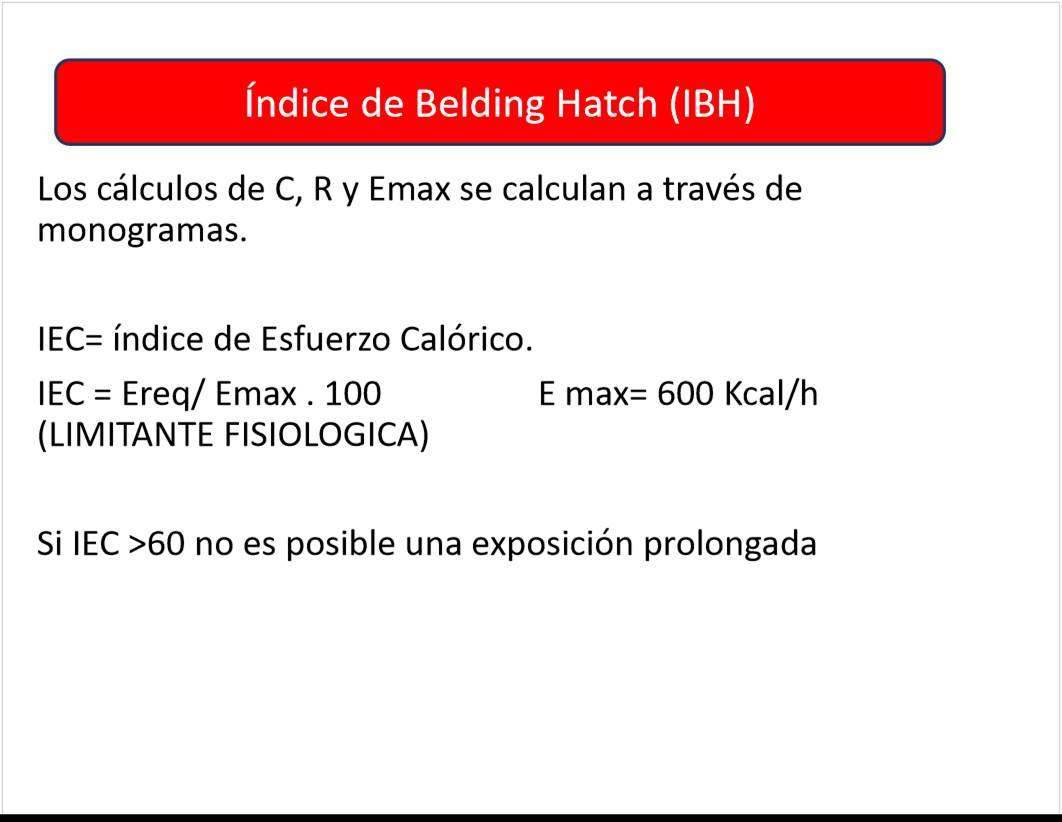 Índice de Belding Hatch (IBH)
Los cálculos de C, R y Emax se calculan a través de
monogramas.
IEC= índice de Esfuerzo Calórico.
IEC = Ereq/ Emax . 100 E max= 600 Kcal/h
(LIMITANTE FISIOLOGICA)
Si IEC >60 no es posible una exposición prolongada